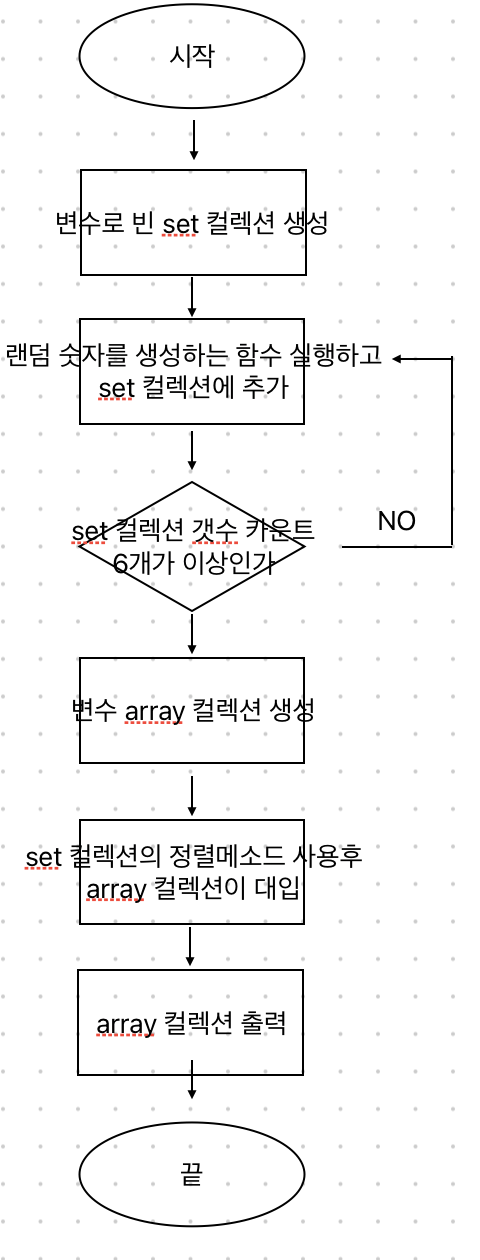 시작
변수로 빈 set 컬렉션 생성
랜덤 숫자를 생성하는 함수 실행하고
set 컬렉션에 추가
set 컬렉션 갯수 카운트
6개가 이상인가
NO
변수 array 컬렉션 생성
set 컬렉션의 정렬메소드 사용후
array 컬렉션이 대입
array 컬렉션 출력
끝